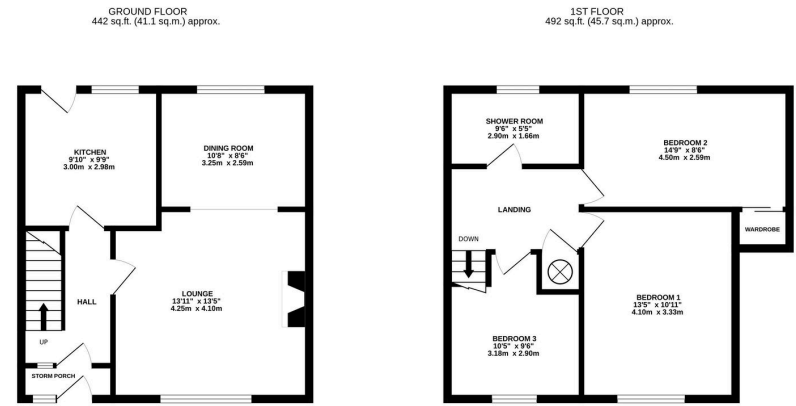 GROUND FLOOR
442 sq.ft. (41.1 sq.m.) approx.
KITCHEN
9'10" x 9'9"
3.00m x 2.98m
DINING ROOM
10'8" x 8'6"
3.25m x 2.59m
LOUNGE
13'11" x 13'5"
4.25m x 4.10m
HALL
UP
STORM PORCH
1ST FLOOR
492 sq.ft. (45.7 sq.m.) approx.
SHOWER ROOM
9'6" x 5'5"
2.90m x 1.66m
BEDROOM 2
14'9" x 8'6"
4.50m x 2.59m
LANDING
WARDROBE
DOWN
BEDROOM 1
13'5" x 10'11"
4.10m x 3.33m
BEDROOM 3
10'5" x 9'6"
3.18m x 2.90m